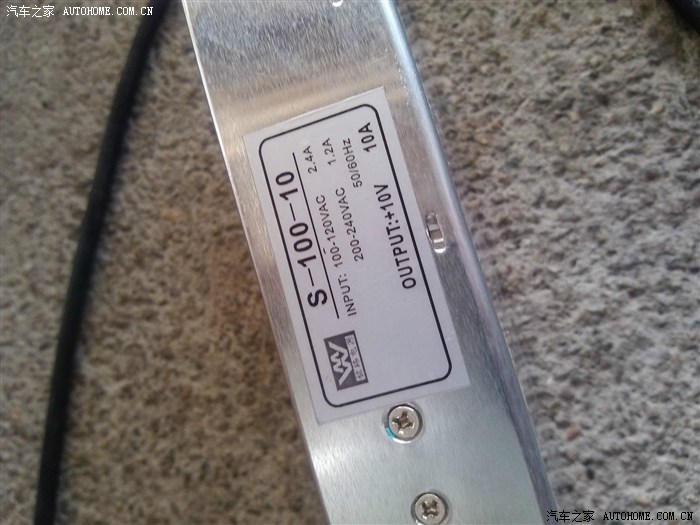 汽车之家 AUTOHOME.COM.CN
S-100-10
INPUT: 100-120VAC 2.4A
200-240VAC 1.2A
50/60Hz
OUTPUT:+10V 10A
汽车之家 AUTOHOME.COM.CN